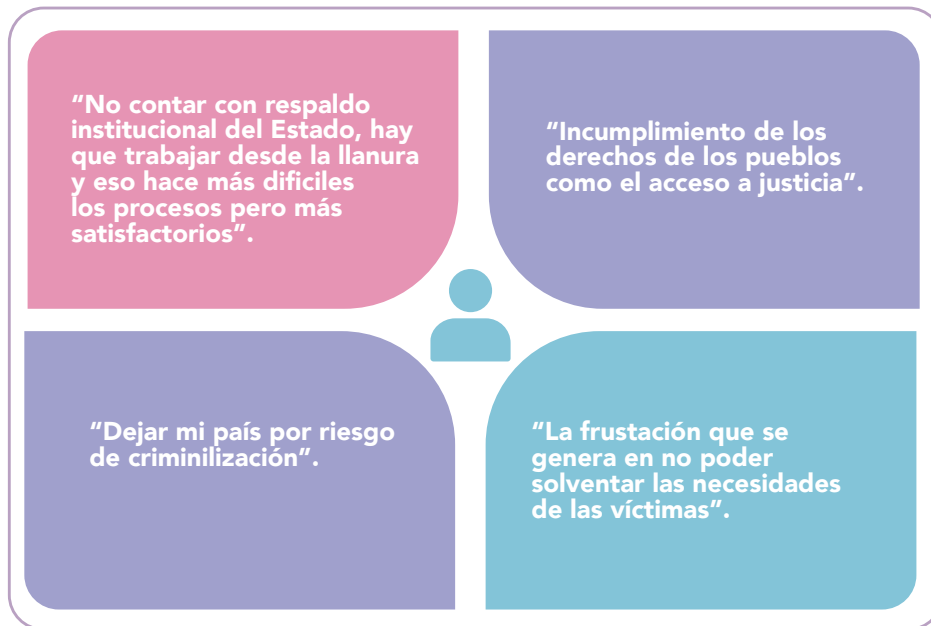 “No contar con respaldo
institucional del Estado, hay
que trabajar desde la llanura
y eso hace más dificiles
los procesos pero más
satisfactorios”.
“Incumplimiento de los
derechos de los pueblos
como el acceso a justicia”.
“Dejar mi país por riesgo
de criminilización”.
“La frustación que se
genera en no poder
solventar las necesidades
de las víctimas”.